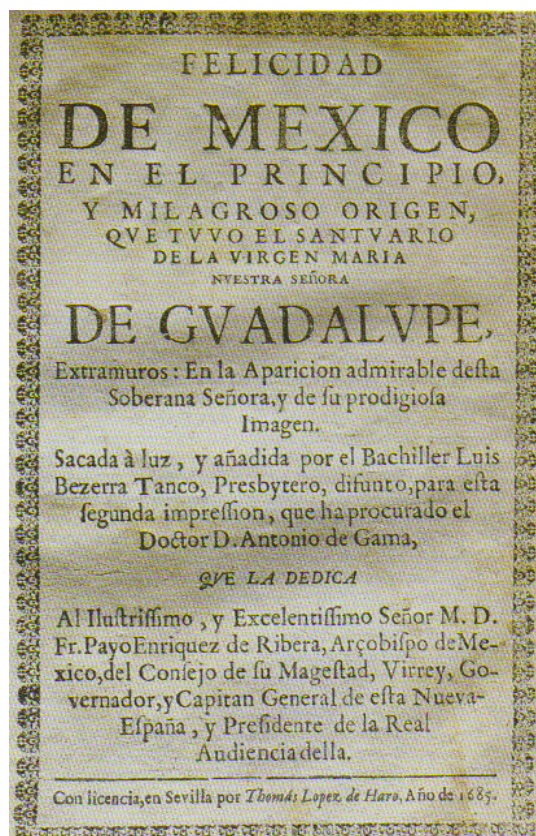 FELICIDAD
DE MEXICO
EN EL PRINCIPIO,
Y MILAGROSO ORIGEN,
QVE TVVO EL SANTVARIO
DE LA VIRGEN MARIA
NVESTRA SEÑORA
DE GVADALVPE,
Extramuros: En la Aparicion admirable desta
Soberana Señora, y de su prodigiosa
Imagen.
Sacada à luz, y añadida por el Bachiller Luis
Bezerra Tanco, Presbytero, difunto, para esta
segunda impression, que ha procurado el
Doctor D. Antonio de Gama,
QVE LA DEDICA
Al Ilustrissimo, y Excelentissimo Señor M. D.
Fr. Payo Enriquez de Ribera, Arçobispo de Me-
xico, del Consejo de su Magestad, Virrey, Go-
vernador, y Capitan General de esta Nueva-
España, y Presidente de la Real
Audiencia della.
Con licencia, en Sevilla por Thomás Lopez de Haro, Año de 1685.